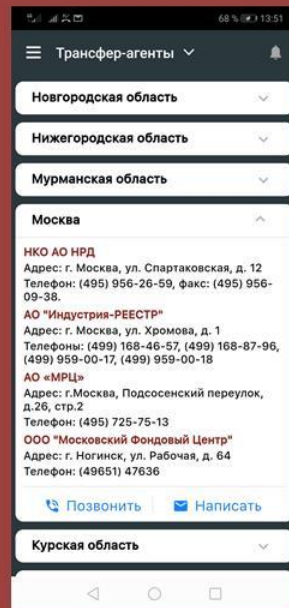 68 % 13:51
Трансфер-агенты
Новгородская область
Нижегородская область
Мурманская область
Москва
НКО АО НРД
Адрес: г. Москва, ул. Спартаковская, д. 12
Телефон: (495) 956-26-59, факс: (495) 956-
09-38.
АО "Индустрия-РЕЕСТР"
Адрес: г. Москва, ул. Хромова, д. 1
Телефоны: (499) 168-46-57, (499) 168-87-96,
(499) 959-00-17, (499) 959-00-18
АО «МРЦ»
Адрес: г.Москва, Подсосенский переулок,
д.26, стр.2
Телефон: (495) 725-75-13
ООО "Московский Фондовый Центр"
Адрес: г. Ногинск, ул. Рабочая, д. 64
Телефон: (49651) 47636
Позвонить Написать
Курская область